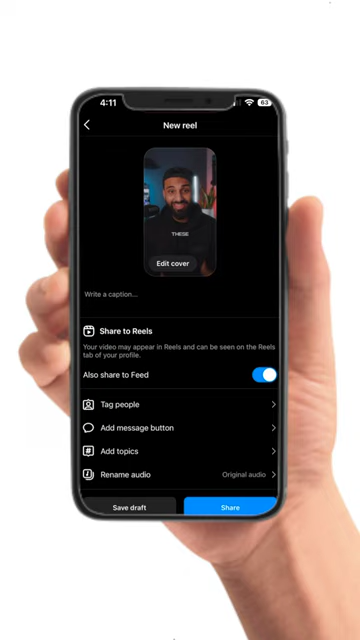 4:11
63
New reel
THESE
Edit cover
Write a caption...
Share to Reels
Your video may appear in Reels and can be seen on the Reels
tab of your profile.
Also share to Feed
Tag people
Add message button
Add topics
Rename audio
Original audio
Save draft
Share